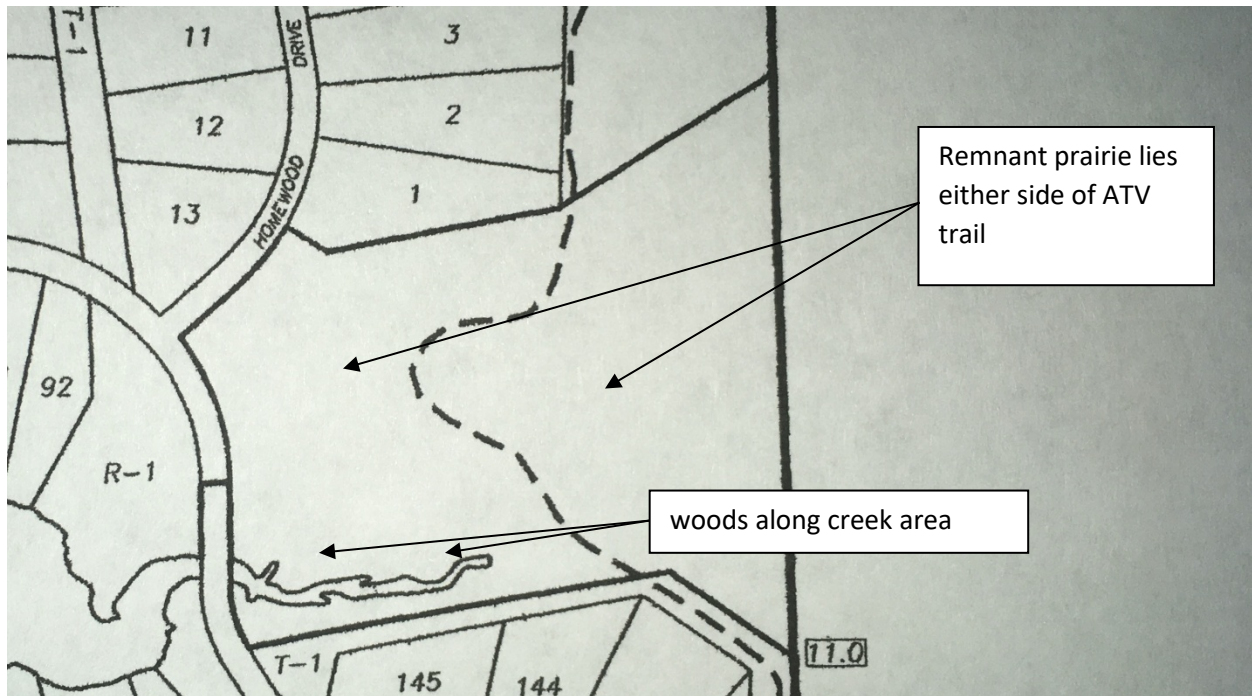 T-1
11
DRIVE
3
12
2
HOMEWOOD
13
1
Remnant prairie lies
either side of ATV
trail
92
R-1
woods along creek area
T-1
145
144
11.0